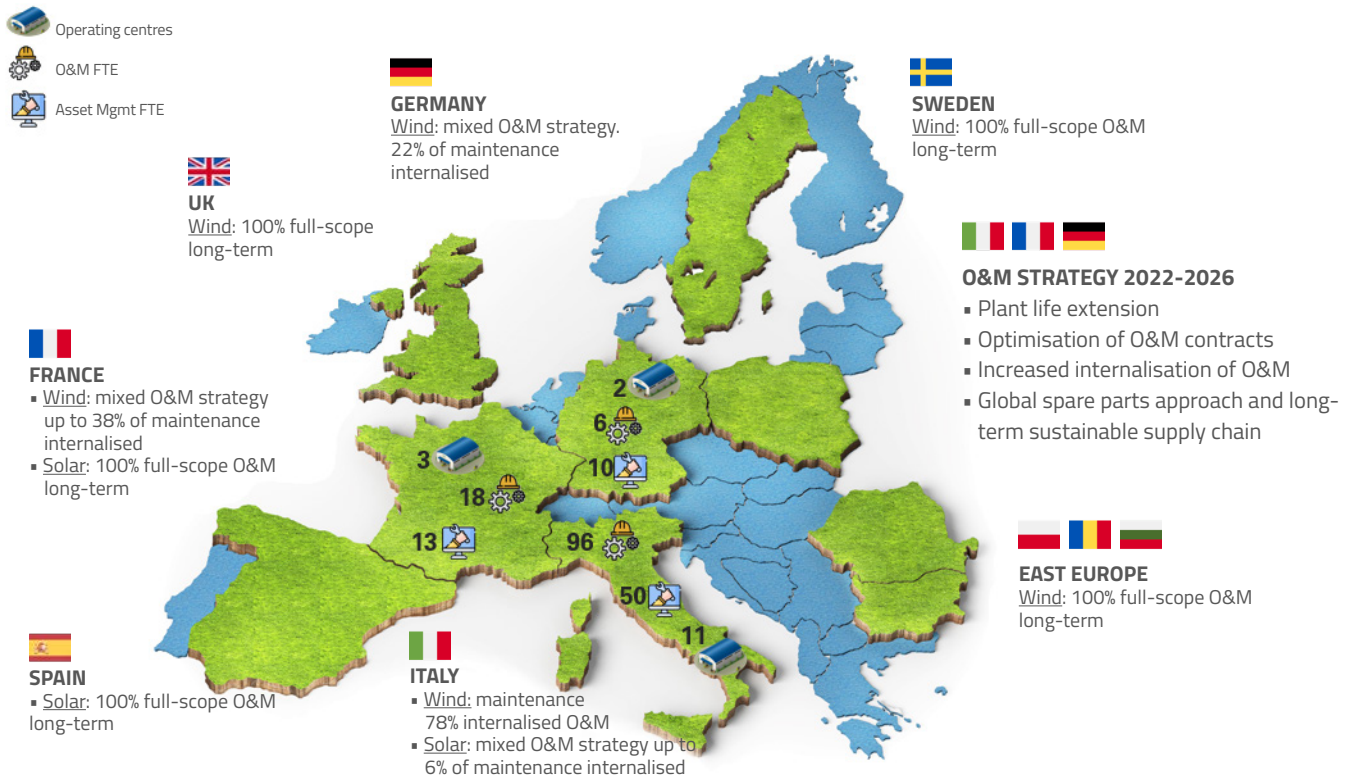 Operating centres
O&M FTE
Asset Mgmt FTE
GERMANY
Wind: mixed O&M strategy.
22% of maintenance
internalised
SWEDEN
Wind: 100% full-scope O&M
long-term
UK
Wind: 100% full-scope
long-term
O&M STRATEGY 2022-2026
▪ Plant life extension
▪ Optimisation of O&M contracts
▪ Increased internalisation of O&M
▪ Global spare parts approach and long-
term sustainable supply chain
FRANCE
▪ Wind: mixed O&M strategy
up to 38% of maintenance
internalised
▪ Solar: 100% full-scope O&M
long-term
2
6
10
3
18
13
96
50
11
EAST EUROPE
Wind: 100% full-scope O&M
long-term
SPAIN
▪ Solar: 100% full-scope O&M
long-term
ITALY
▪ Wind: maintenance
78% internalised O&M
▪ Solar: mixed O&M strategy up to
6% of maintenance internalised